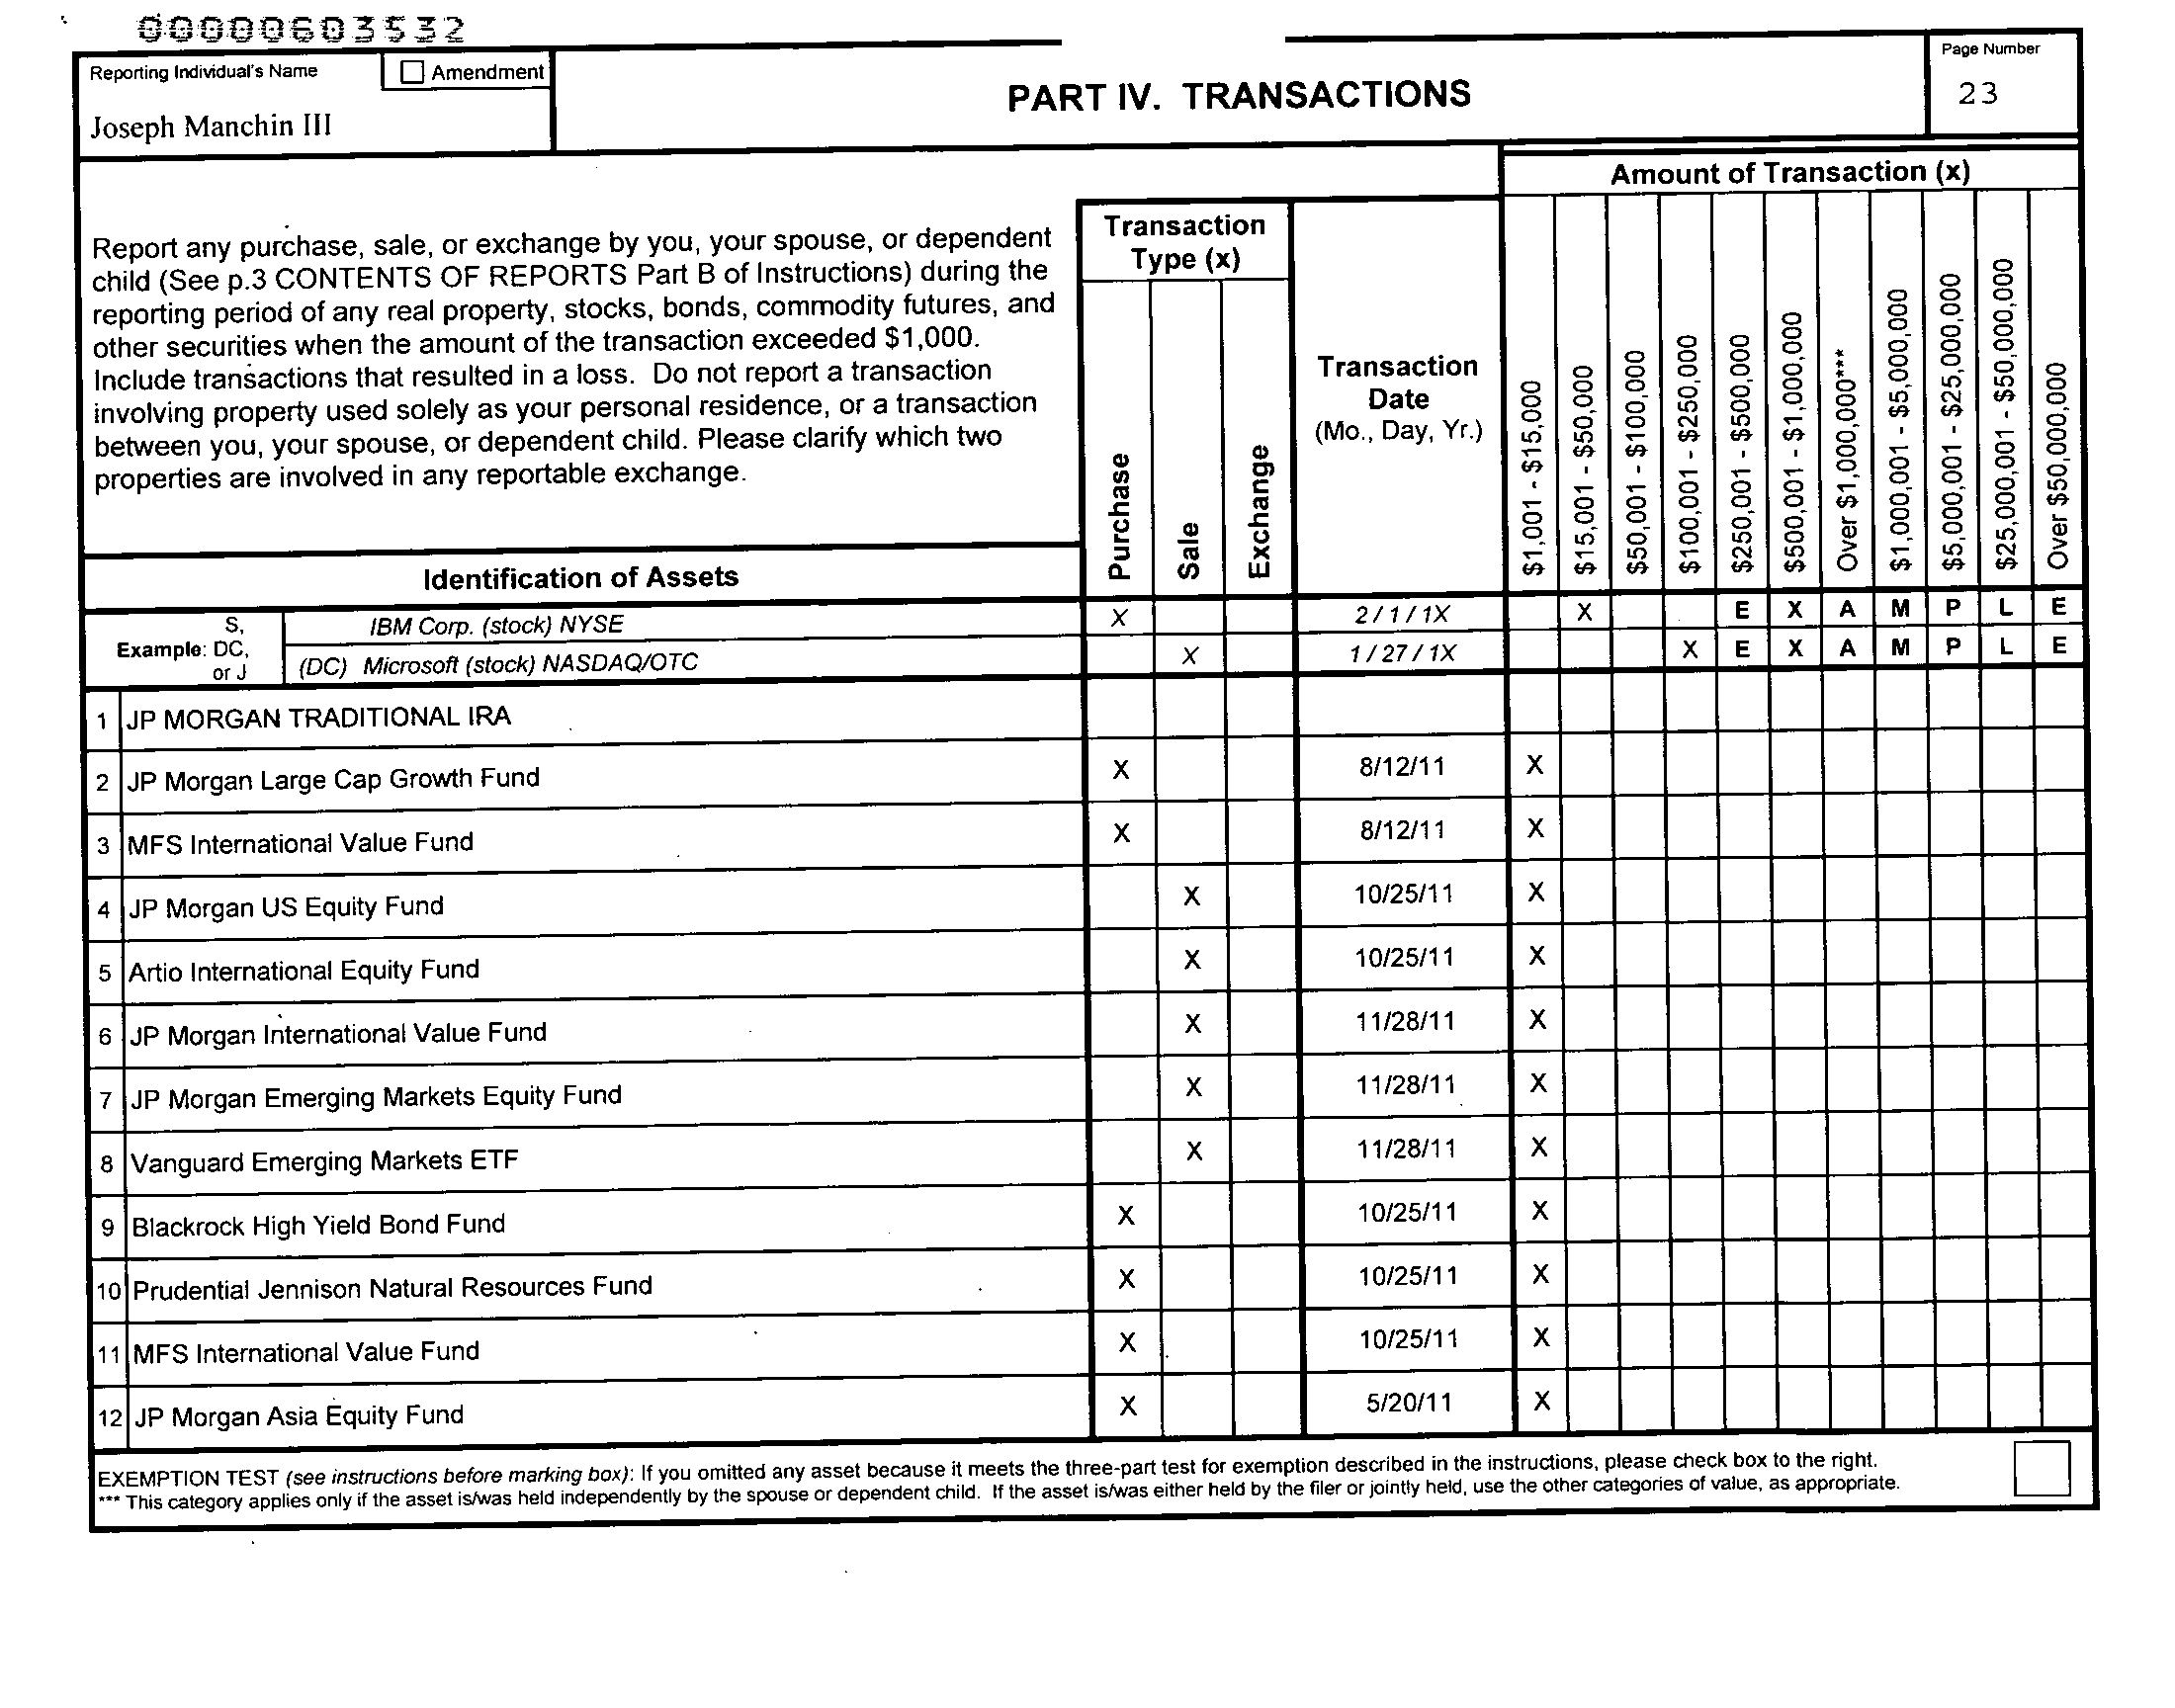 00000603532
Reporting Individual's Name
Amendment
Joseph Manchin III
PART IV. TRANSACTIONS
Page Number
23
Report any purchase, sale, or exchange by you, your spouse, or dependent
child (See p.3 CONTENTS OF REPORTS Part B of Instructions) during the
reporting period of any real property, stocks, bonds, commodity futures, and
other securities when the amount of the transaction exceeded $1,000.
Include transactions that resulted in a loss. Do not report a transaction
involving property used solely as your personal residence, or a transaction
between you, your spouse, or dependent child. Please clarify which two
properties are involved in any reportable exchange.
Identification of Assets
Transaction
Type (x)
Purchase
Sale
Exchange
Transaction
Date
(Mo., Day, Yr.)
Amount of Transaction (x)
$1,001 - $15,000
$15,001 - $50,000
$50,001 - $100,000
$100,001 - $250,000
$250,001 - $500,000
$500,001 - $1,000,000
Over $1,000,000***
$1,000,001 - $5,000,000
$5,000,001 - $25,000,000
$25,000,001 - $50,000,000
Over $50,000,000
Example: S, DC, or J
IBM Corp. (stock) NYSE X 2 / 1 / 1X X E X A M P L E
(DC) Microsoft (stock) NASDAQ/OTC X 1 / 27 / 1X X E X A M P L E
1 JP MORGAN TRADITIONAL IRA
2 JP Morgan Large Cap Growth Fund X 8/12/11 X
3 MFS International Value Fund X 8/12/11 X
4 JP Morgan US Equity Fund X 10/25/11 X
5 Artio International Equity Fund X 10/25/11 X
6 JP Morgan International Value Fund X 11/28/11 X
7 JP Morgan Emerging Markets Equity Fund X 11/28/11 X
8 Vanguard Emerging Markets ETF X 11/28/11 X
9 Blackrock High Yield Bond Fund X 10/25/11 X
10 Prudential Jennison Natural Resources Fund X 10/25/11 X
11 MFS International Value Fund X 10/25/11 X
12 JP Morgan Asia Equity Fund X 5/20/11 X
EXEMPTION TEST (see instructions before marking box): If you omitted any asset because it meets the three-part test for exemption described in the instructions, please check box to the right.
*** This category applies only if the asset is/was held independently by the spouse or dependent child. If the asset is/was either held by the filer or jointly held, use the other categories of value, as appropriate.